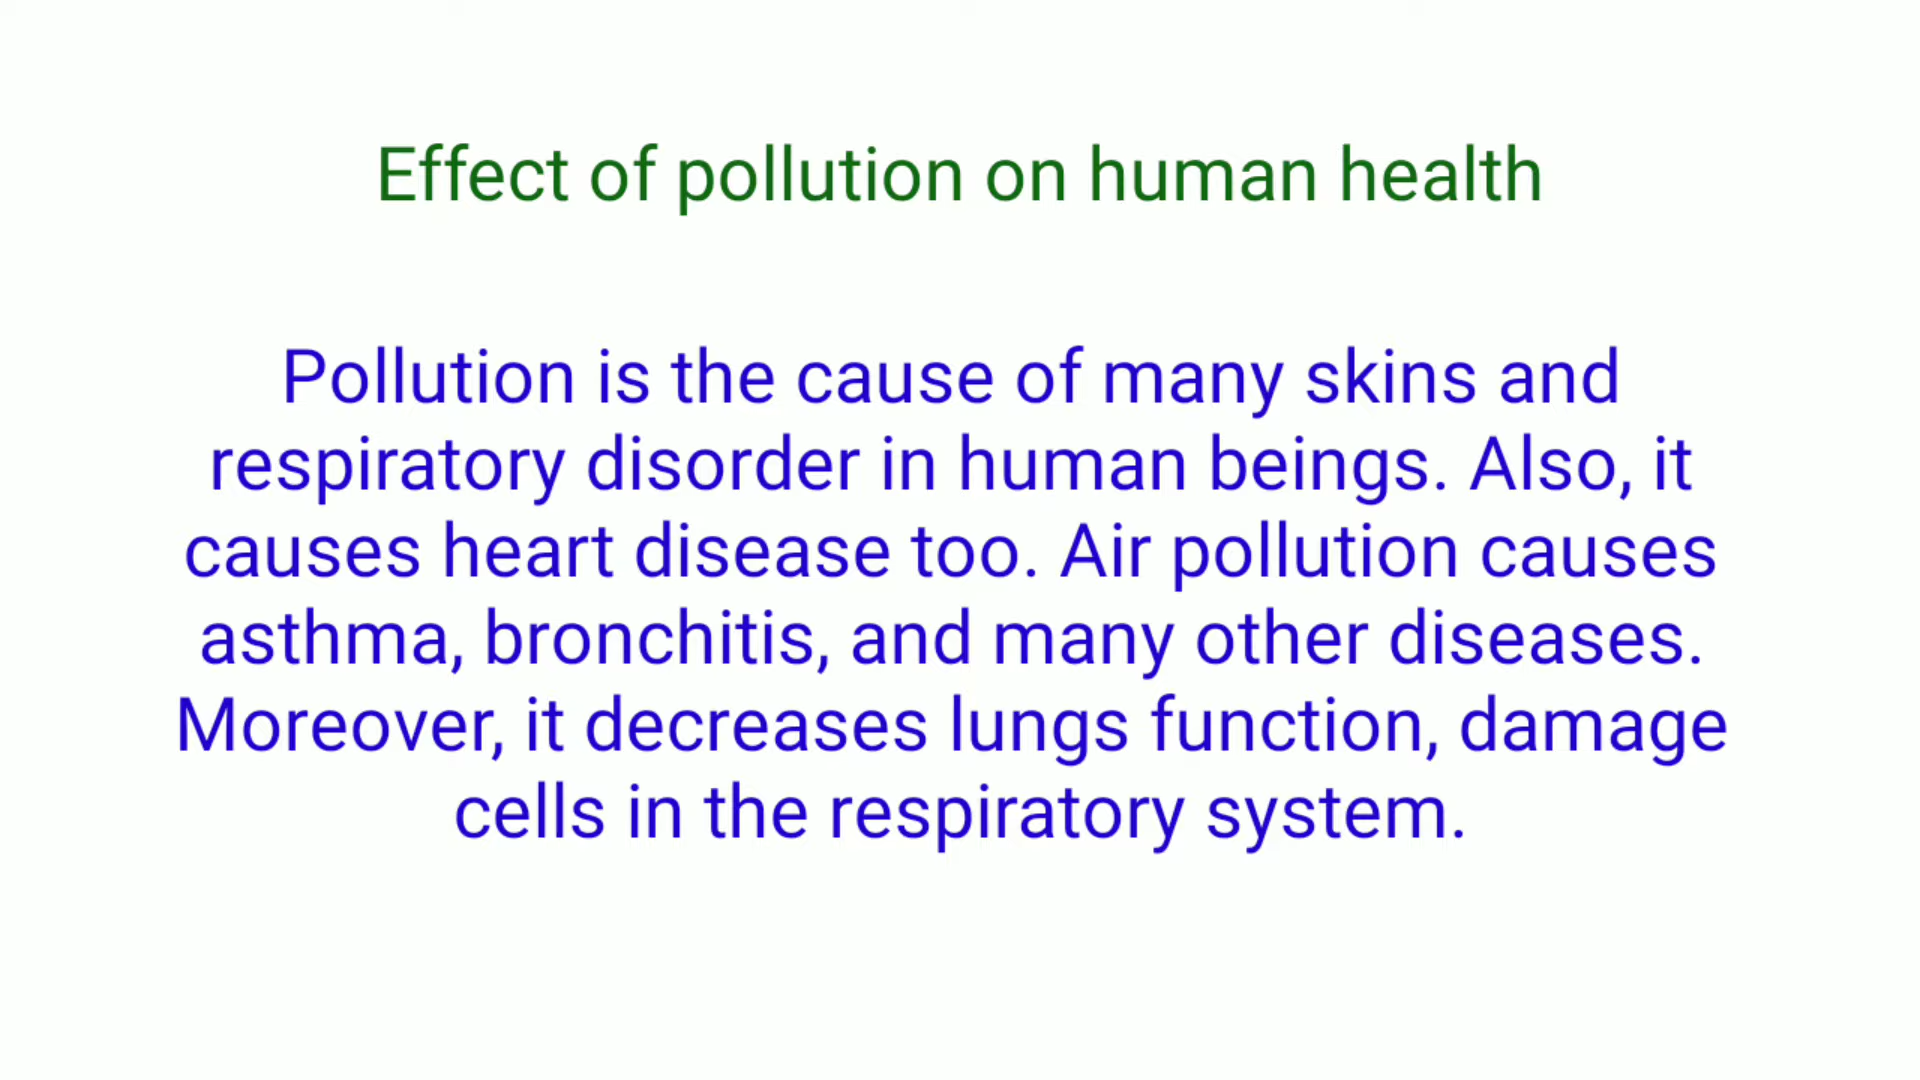 Effect of pollution on human health
Pollution is the cause of many skins and
respiratory disorder in human beings. Also, it
causes heart disease too. Air pollution causes
asthma, bronchitis, and many other diseases.
Moreover, it decreases lungs function, damage
cells in the respiratory system.